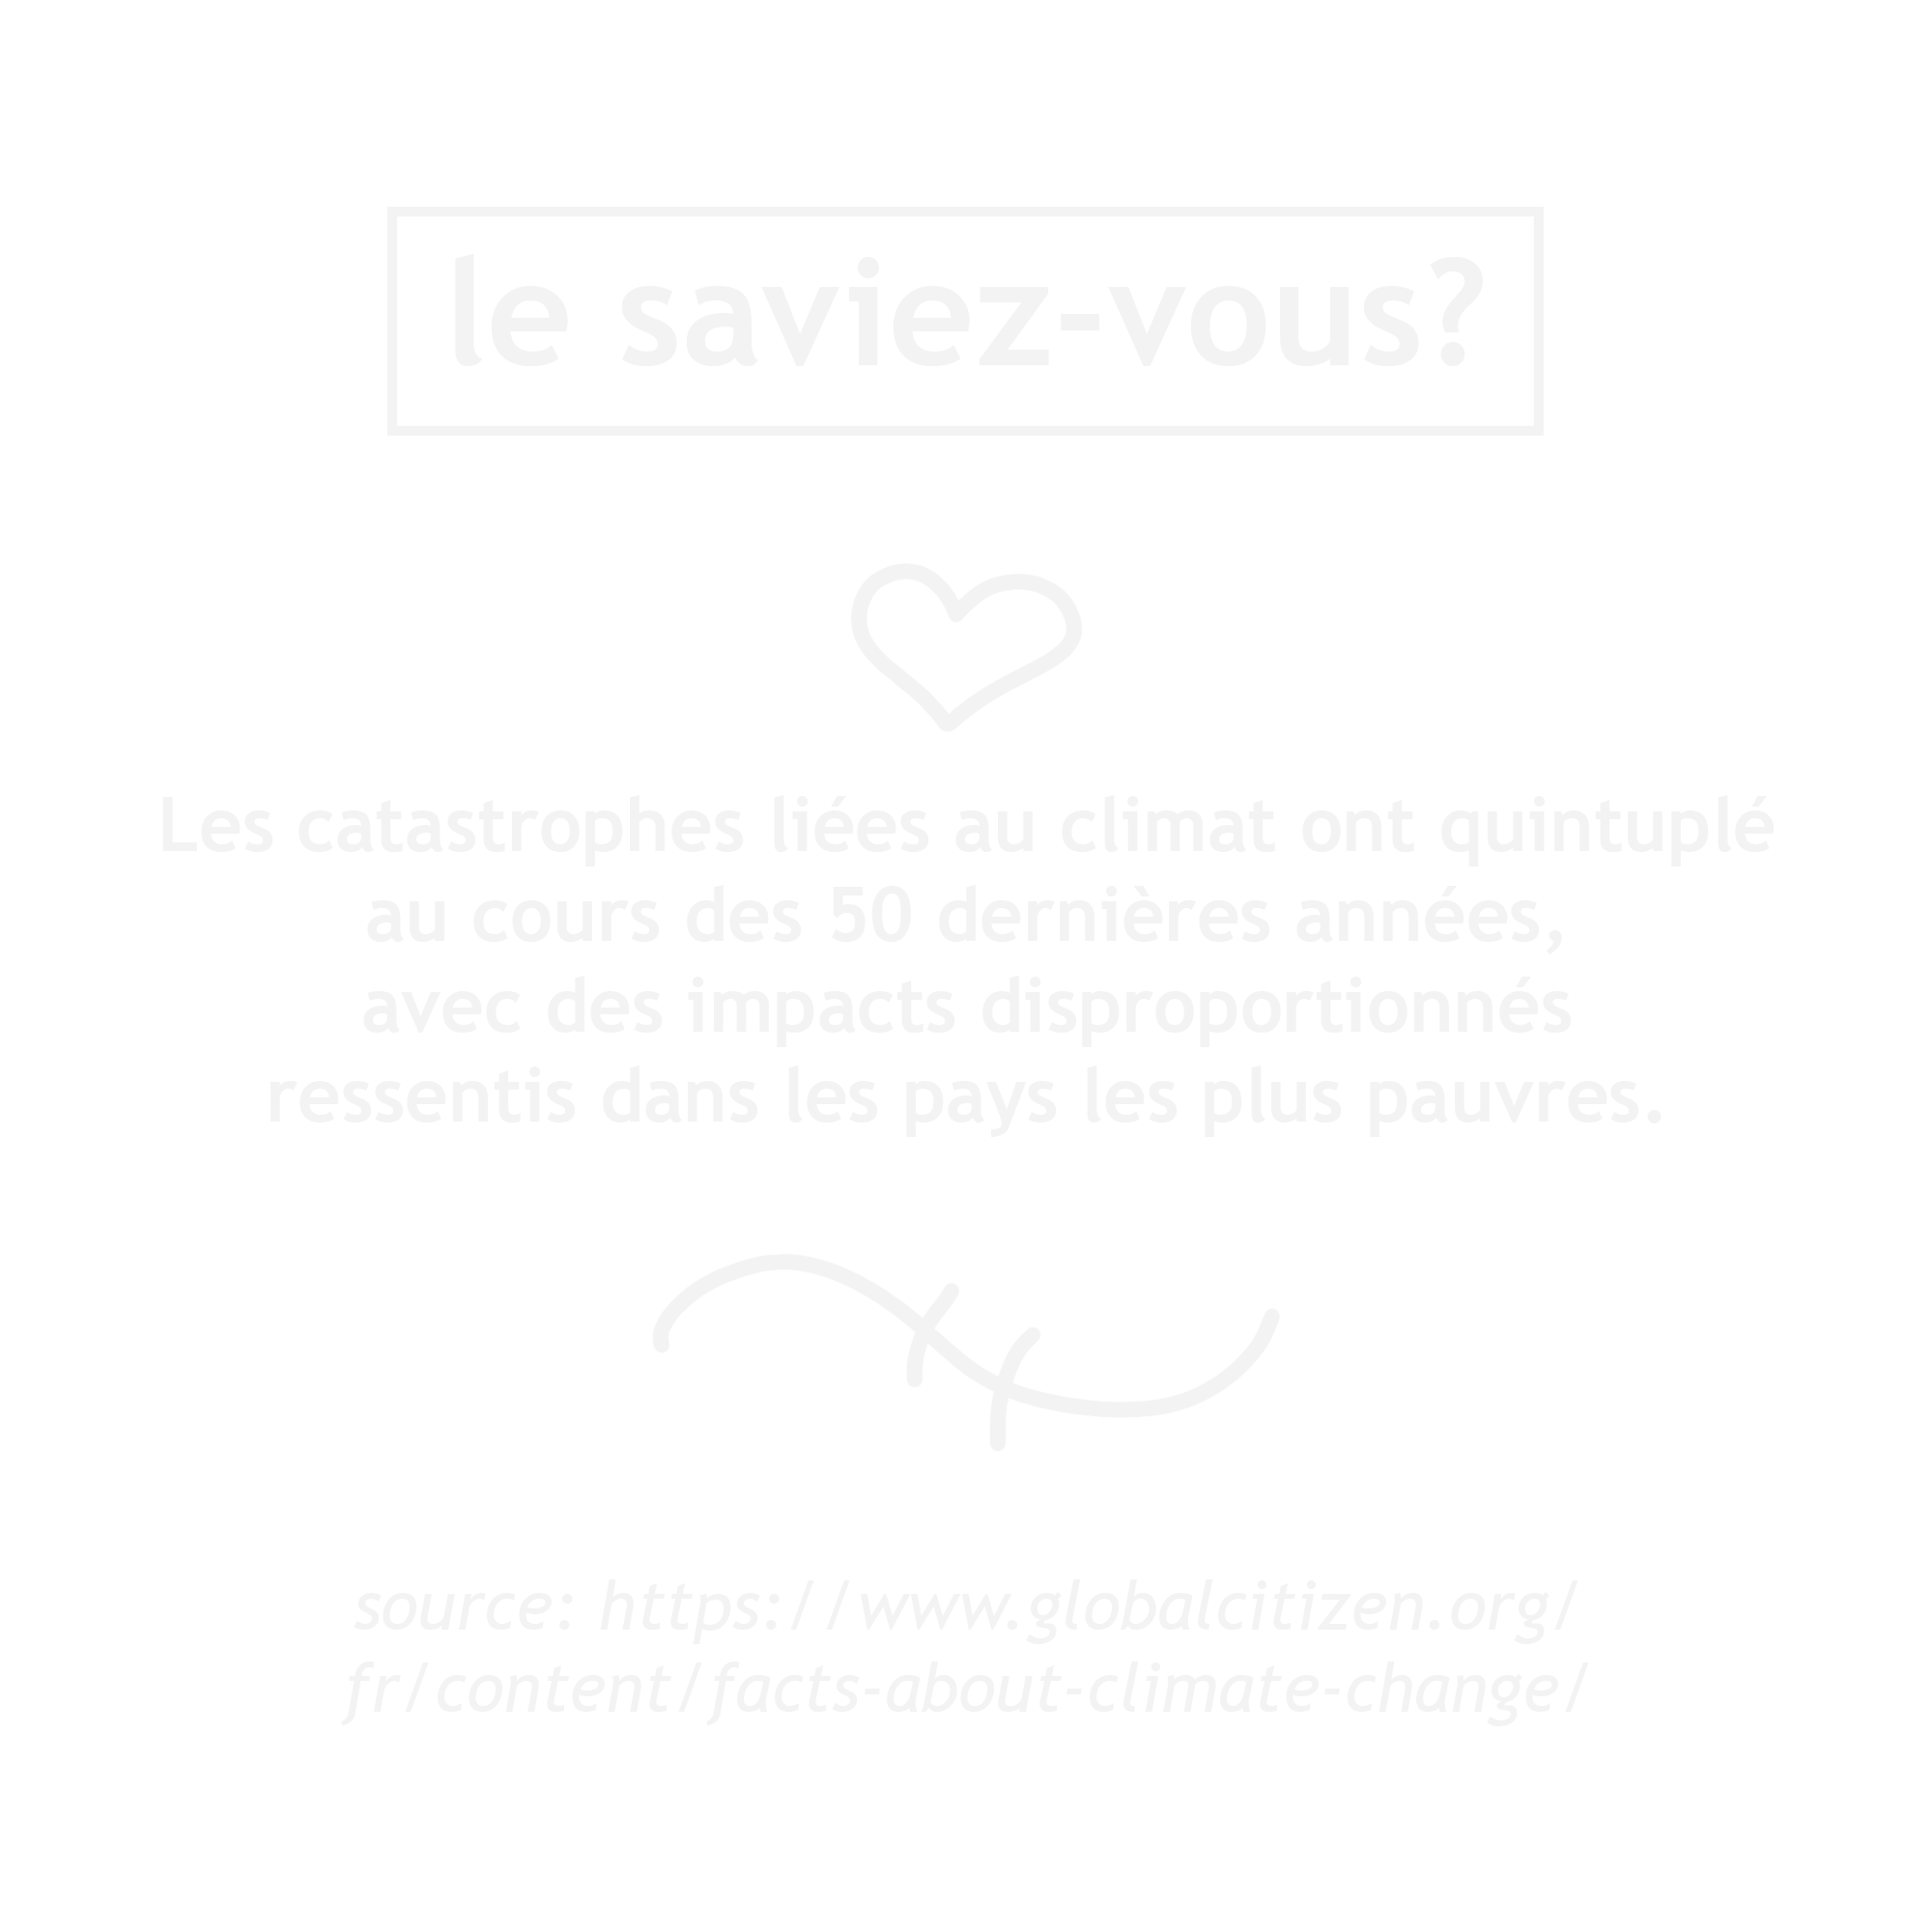 le saviez-vous?
Les catastrophes liées au climat ont quintuplé
au cours des 50 dernières années,
avec des impacts disproportionnés
ressentis dans les pays les plus pauvres.
source: https://www.globalcitizen.org/
fr/content/facts-about-climate-change/